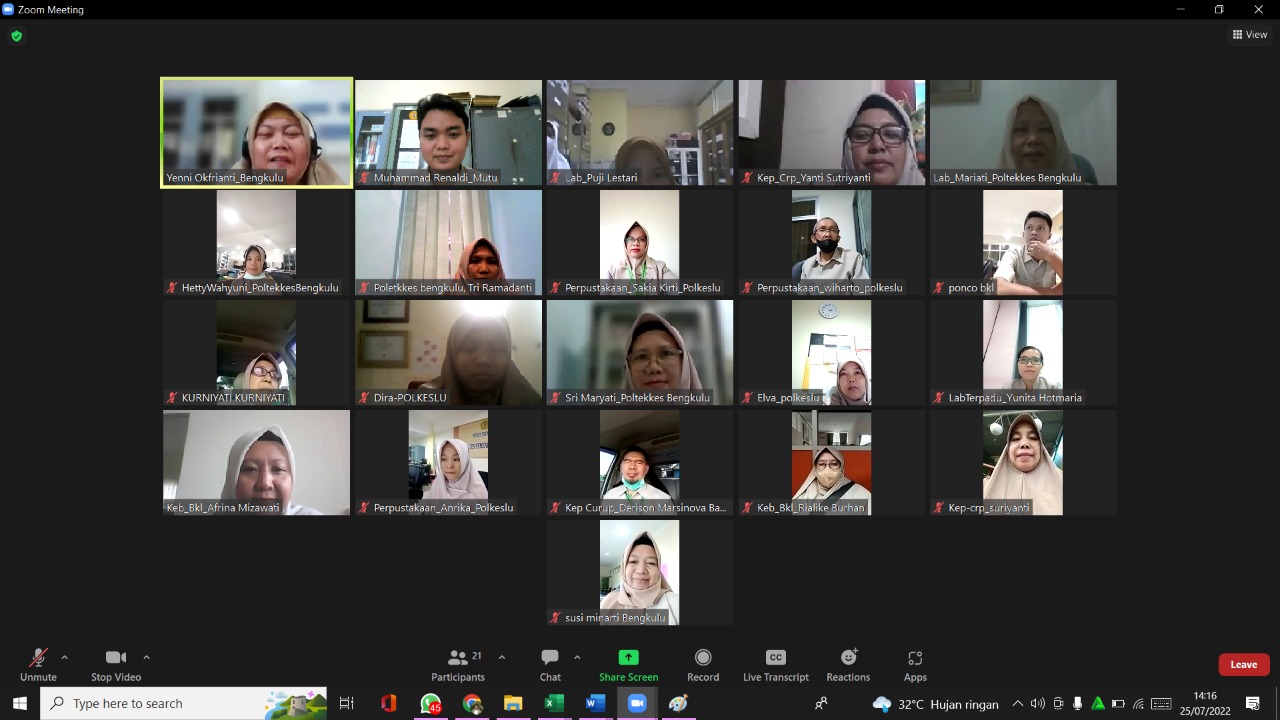 Zoom Meeting
View
Yenni Okfrianti_Bengkulu
Muhammad Renaldi_Mutu
Lab_Puji Lestari
Kep_Crp_Yanti Sutriyanti
Lab_Mariati_Poltekkes Bengkulu
HettyWahyuni_PoltekkesBengkulu
Poletkkes bengkulu, Tri Ramadanti
Perpustakaan_Sakia Kirti_Polkeslu
Perpustakaan_wiharto_polkeslu
ponco bkl
KURNIYATI KURNIYATI
Dira-POLKESLU
Sri Maryati_Poltekkes Bengkulu
Elva_polkeslu
LabTerpadu_Yunita Hotmaria
Keb_Bkl_Afrina Mizawati
Perpustakaan_Anrika_Polkeslu
Kep Curup_Derison Marsinova Ba...
Keb_Bkl_Rialike Burhan
Kep-crp_suriyanti
susi minarti Bengkulu
21
CC
Unmute
Stop Video
Participants
Chat
Share Screen
Record
Live Transcript
Reactions
Apps
Leave
Type here to search
45
32°C Hujan ringan
14:16
25/07/2022